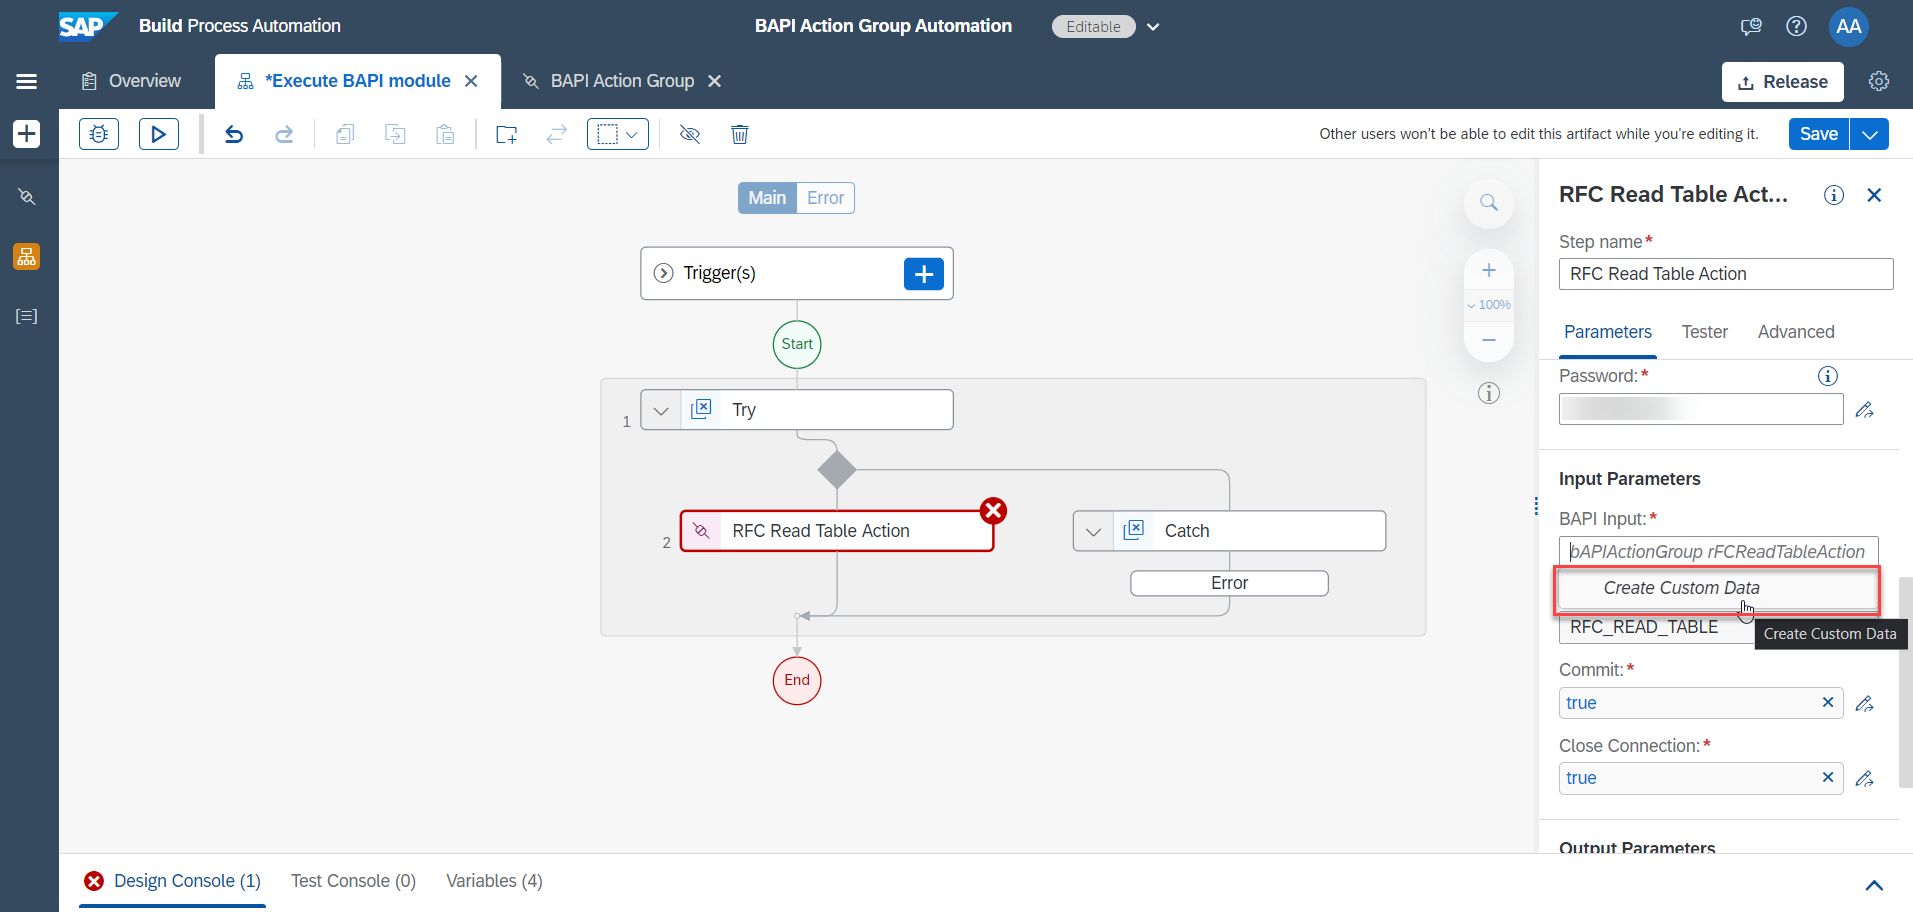 SAP Build Process Automation
BAPI Action Group Automation
Editable
AA
Overview
*Execute BAPI module
BAPI Action Group
Release
Other users won't be able to edit this artifact while you're editing it.
Save
Main
Error
Trigger(s)
Start
1
Try
2
RFC Read Table Action
Catch
Error
End
100%
RFC Read Table Act...
Step name*
RFC Read Table Action
Parameters
Tester
Advanced
Password:*
Input Parameters
BAPI Input:*
bAPIActionGroup rFCReadTableAction
Create Custom Data
RFC_READ_TABLE
Create Custom Data
Commit:*
true
Close Connection:*
true
Output Parameters
Design Console (1)
Test Console (0)
Variables (4)